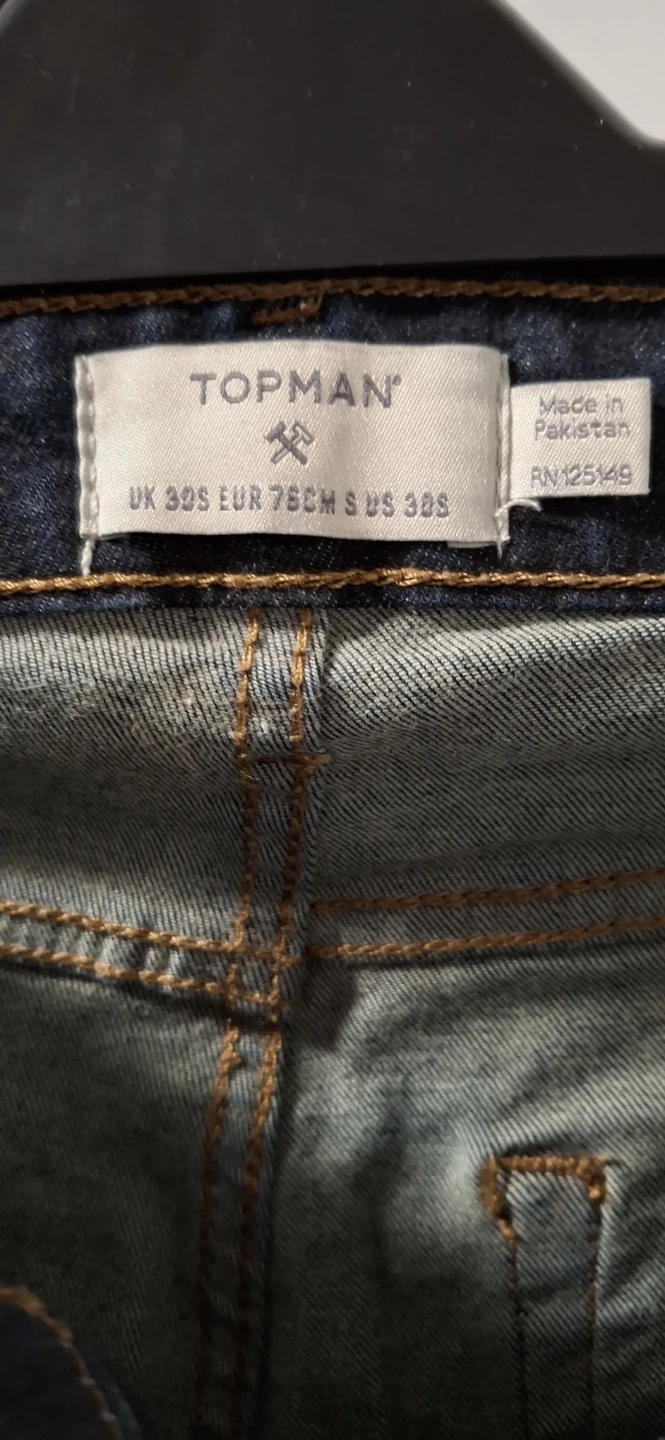 TOPMAN®
UK 30S EUR 76CM S US 30S
Made in
Pakistan
RN125149